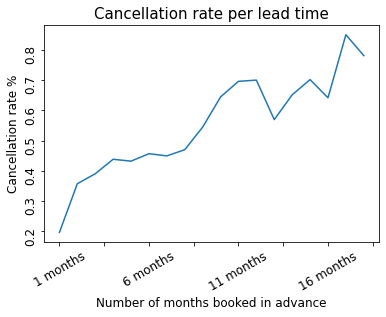 Cancellation rate per lead time
Cancellation rate %
0.8
0.7
0.6
0.5
0.4
0.3
0.2
1 months
6 months
11 months
16 months
Number of months booked in advance